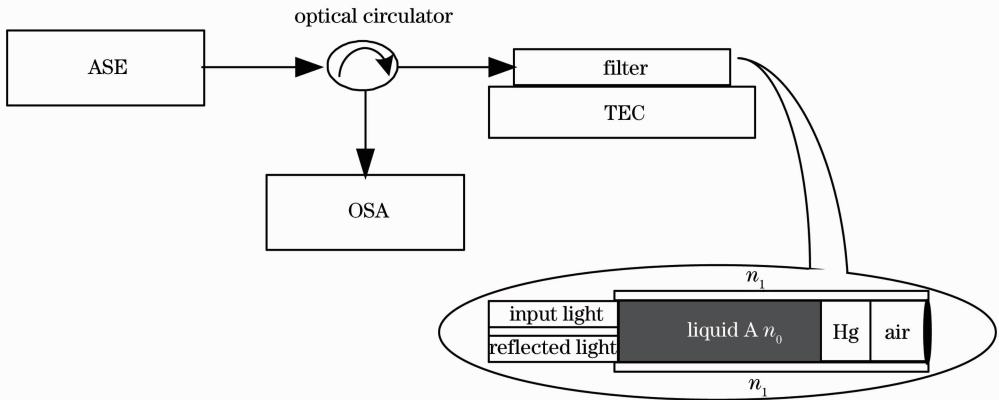 optical circulator
ASE
filter
TEC
OSA
n₁
input light
reflected light
liquid A n₀
Hg
air
n₁